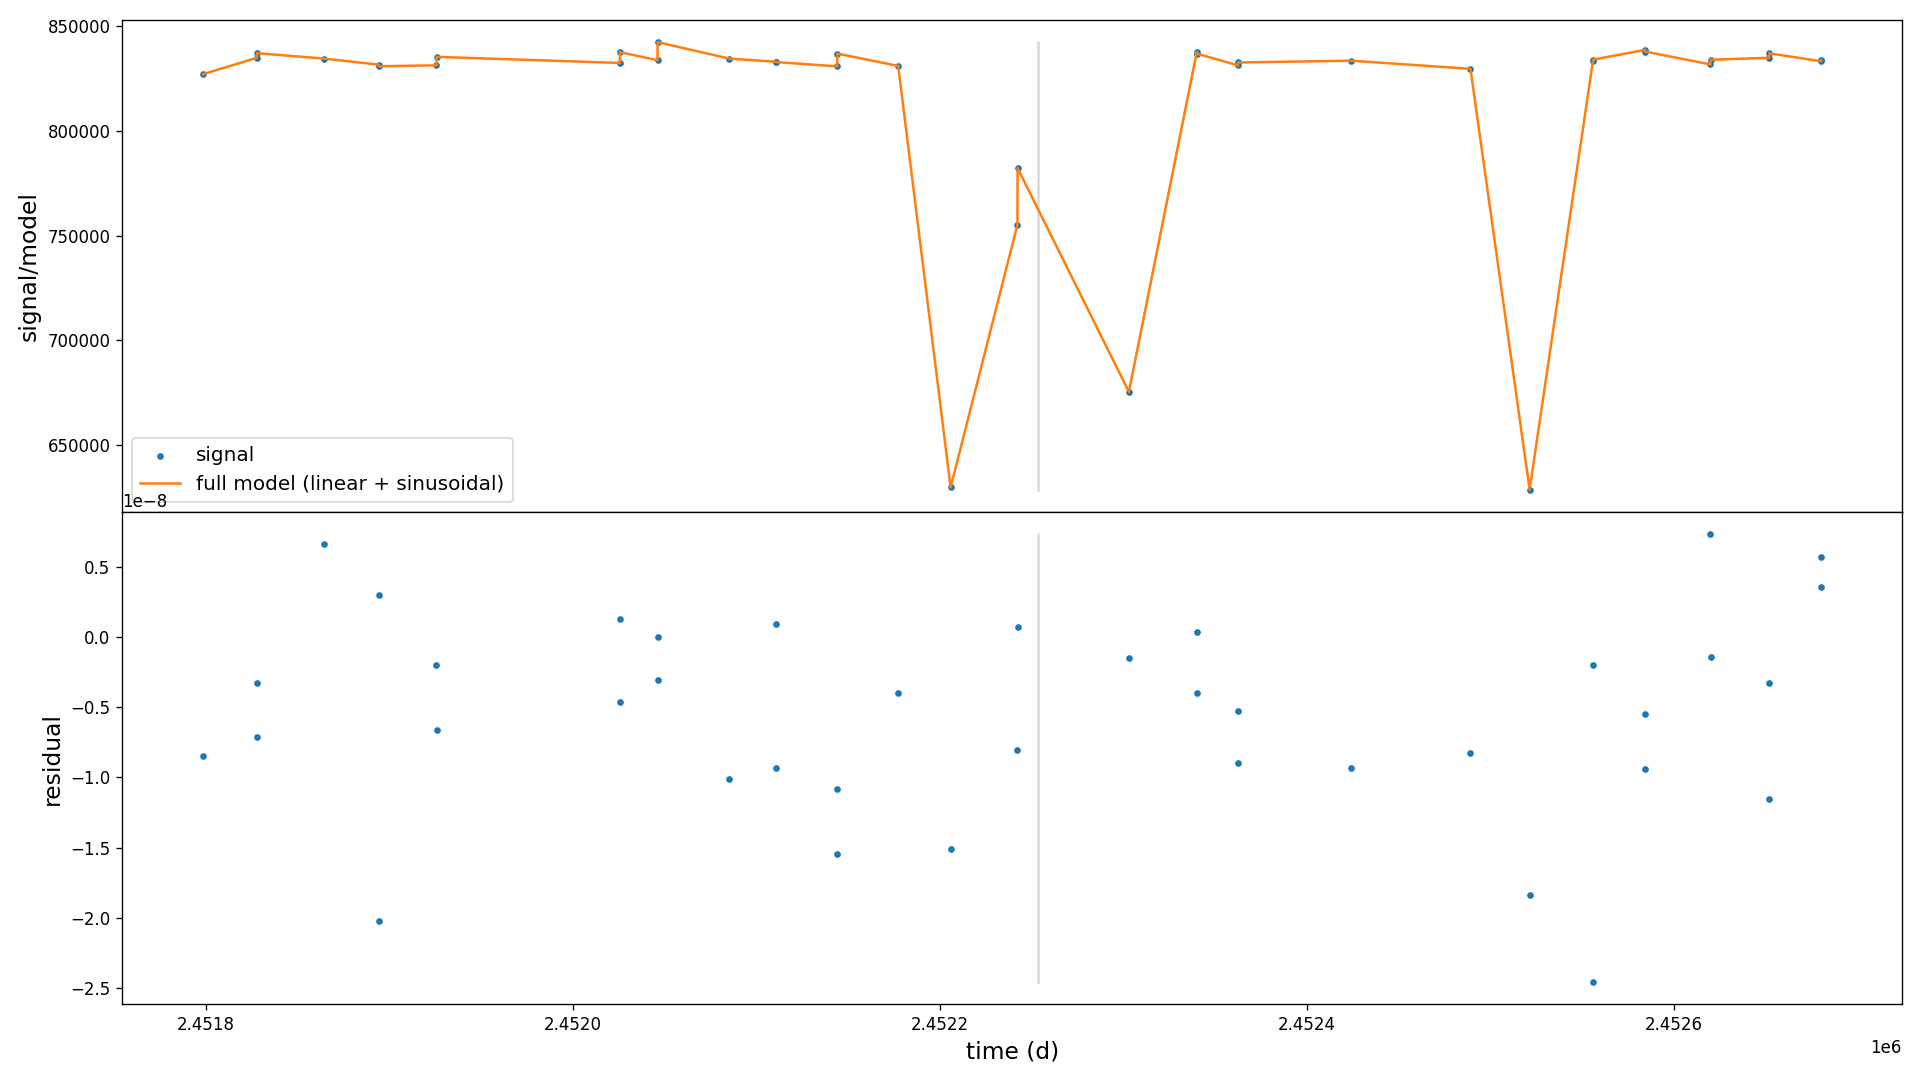 850000
800000
750000
700000
650000
signal/model
signal
full model (linear + sinusoidal)
1e−8
0.5
0.0
−0.5
−1.0
−1.5
−2.0
−2.5
residual
2.4518 2.4520 2.4522 2.4524 2.4526
time (d)
1e6